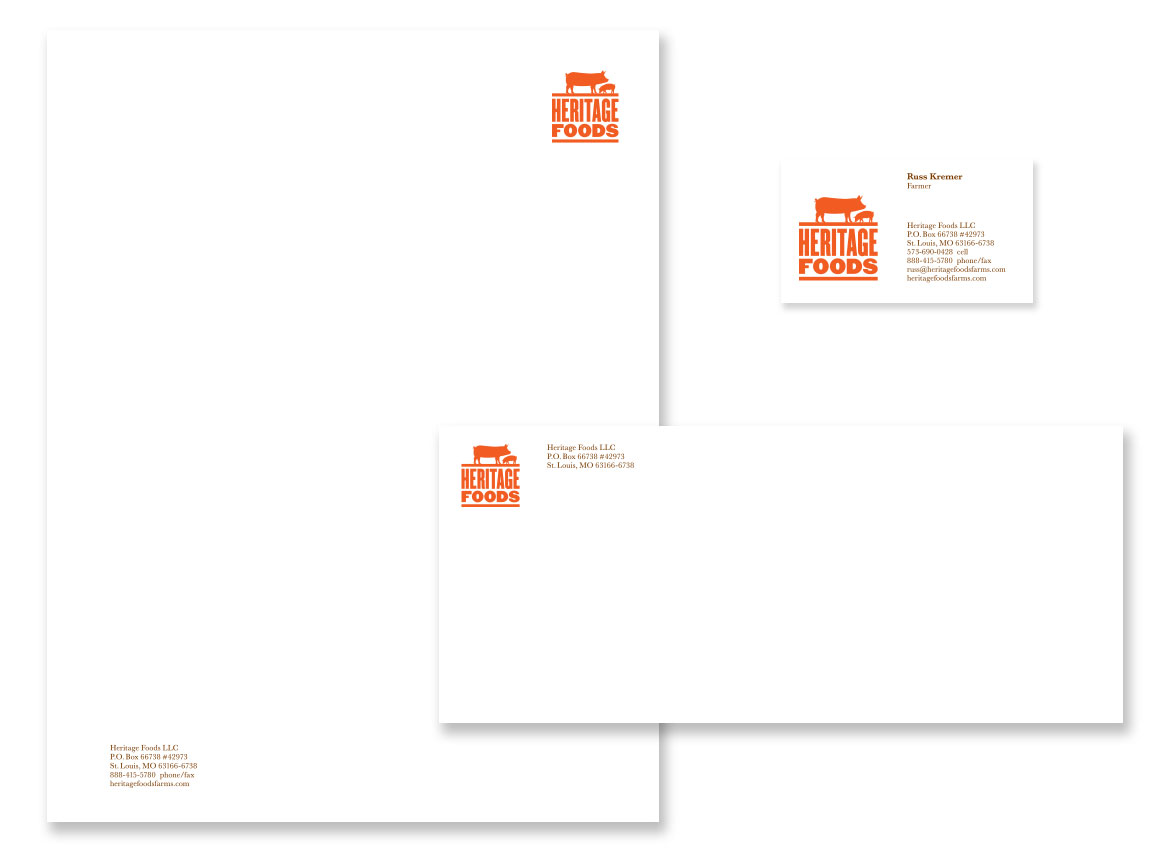 HERITAGE
FOODS
Russ Kremer
Farmer
HERITAGE
FOODS
Heritage Foods LLC
P.O. Box 66738 #42973
St. Louis, MO 63166-6738
573-690-0428 cell
888-415-5780 phone/fax
russ@heritagefoodsfarms.com
heritagefoodsfarms.com
HERITAGE
FOODS
Heritage Foods LLC
P.O. Box 66738 #42973
St. Louis, MO 63166-6738
Heritage Foods LLC
P.O. Box 66738 #42973
St. Louis, MO 63166-6738
888-415-5780 phone/fax
heritagefoodsfarms.com